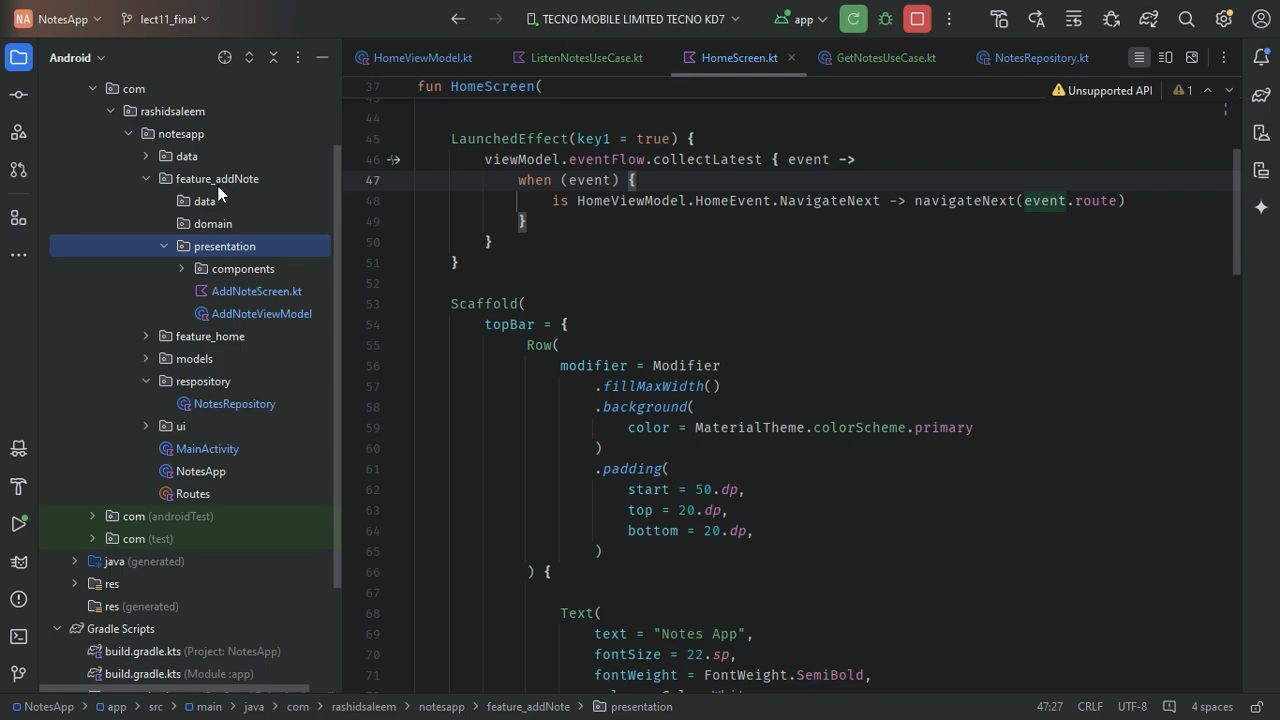 NA NotesApp lect11_final TECNO MOBILE LIMITED TECNO KD7 app
Android
HomeViewModel.kt ListenNotesUseCase.kt HomeScreen.kt GetNotesUseCase.kt NotesRepository.kt
com
rashidsaleem
notesapp
data
feature_addNote
data
domain
presentation
components
AddNoteScreen.kt
AddNoteViewModel
feature_home
models
respository
NotesRepository
ui
MainActivity
NotesApp
Routes
com (androidTest)
com (test)
java (generated)
res
res (generated)
Gradle Scripts
build.gradle.kts (Project: NotesApp)
build.gradle.kts (Module :app)
Unsupported API 1
37 fun HomeScreen(
44
45 LaunchedEffect(key1 = true) {
46 viewModel.eventFlow.collectLatest { event ->
47 when (event) {
48 is HomeViewModel.HomeEvent.NavigateNext -> navigateNext(event.route)
49 }
50 }
51 }
52
53 Scaffold(
54 topBar = {
55 Row(
56 modifier = Modifier
57 .fillMaxWidth()
58 .background(
59 color = MaterialTheme.colorScheme.primary
60 )
61 .padding(
62 start = 50.dp,
63 top = 20.dp,
64 bottom = 20.dp,
65 )
66 ) {
67
68 Text(
69 text = "Notes App",
70 fontSize = 22.sp,
71 fontWeight = FontWeight.SemiBold,
NotesApp app src main java com rashidsaleem notesapp feature_addNote presentation 47:27 CRLF UTF-8 4 spaces